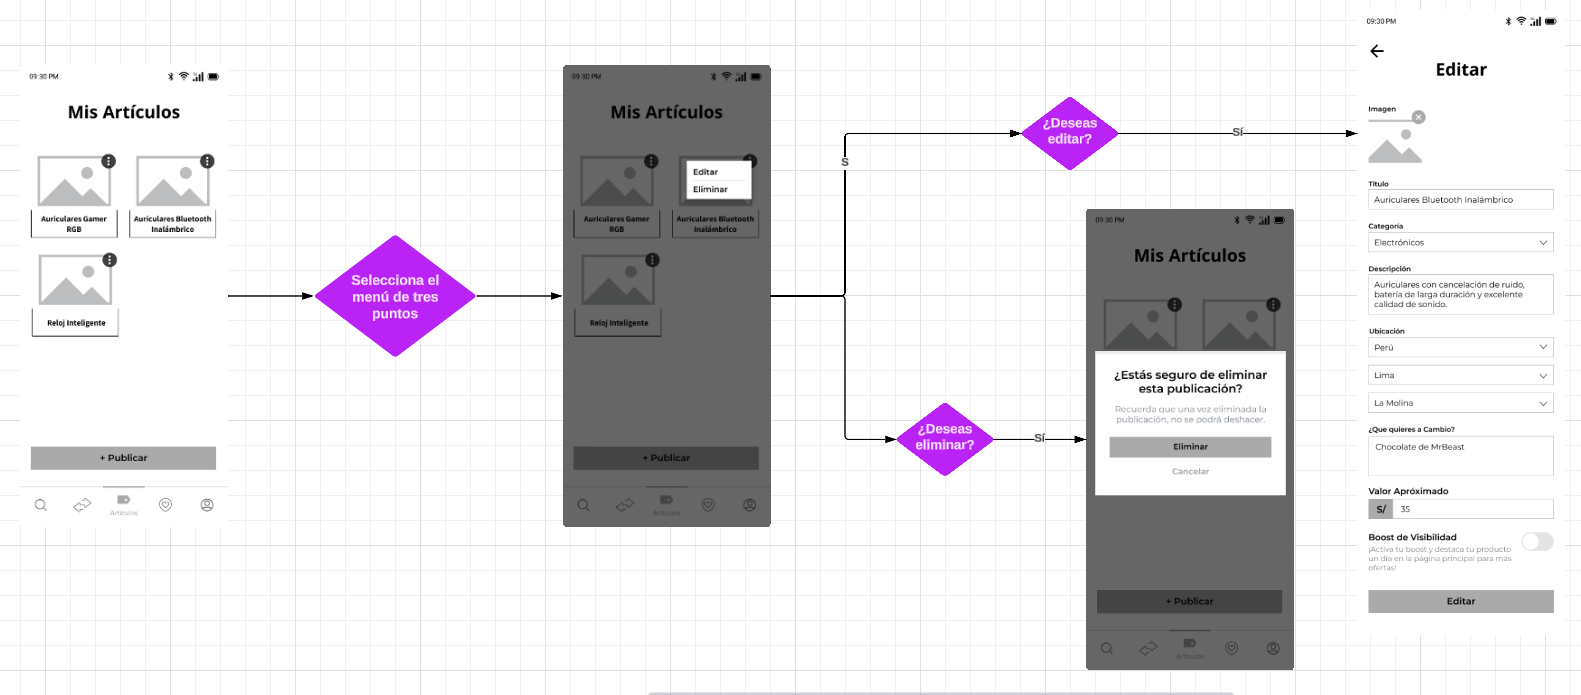 09:30 PM
Mis Artículos
Auriculares Gamer
RGB
Auriculares Bluetooth
Inalámbrico
Reloj Inteligente
+ Publicar
Artículos
Selecciona el
menú de tres
puntos
09:30 PM
Mis Artículos
Editar
Eliminar
Auriculares Gamer
RGB
Auriculares Bluetooth
Inalámbrico
Reloj Inteligente
+ Publicar
Artículos
S
¿Deseas
editar?
Sí
¿Deseas
eliminar?
Sí
09:30 PM
Mis Artículos
¿Estás seguro de eliminar
esta publicación?
Recuerda que una vez eliminada la
publicación, no se podrá deshacer.
Eliminar
Cancelar
+ Publicar
Artículos
09:30 PM
Editar
Imagen
Título
Auriculares Bluetooth Inalámbrico
Categoría
Electrónicos
Descripción
Auriculares con cancelación de ruido,
batería de larga duración y excelente
calidad de sonido.
Ubicación
Perú
Lima
La Molina
¿Que quieres a Cambio?
Chocolate de MrBeast
Valor Apróximado
S/ 35
Boost de Visibilidad
¡Activa tu boost y destaca tu producto
un día en la página principal para más
ofertas!
Editar